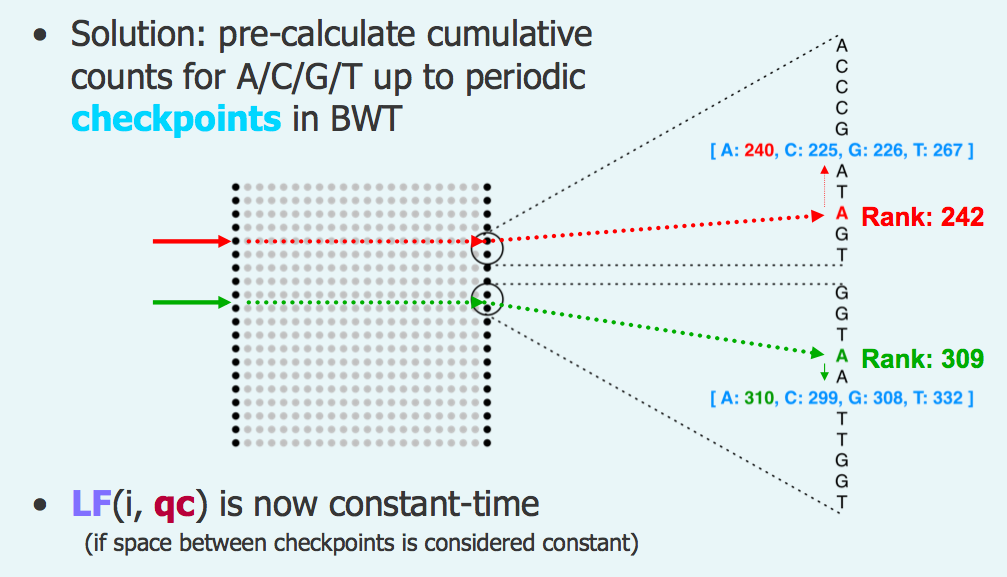 • Solution: pre-calculate cumulative
counts for A/C/G/T up to periodic
checkpoints in BWT
A
C
C
C
G
[ A: 240, C: 225, G: 226, T: 267 ]
A
T
A Rank: 242
G
T
G
G
T
A Rank: 309
A
[ A: 310, C: 299, G: 308, T: 332 ]
T
T
G
G
T
• LF(i, qc) is now constant-time
(if space between checkpoints is considered constant)